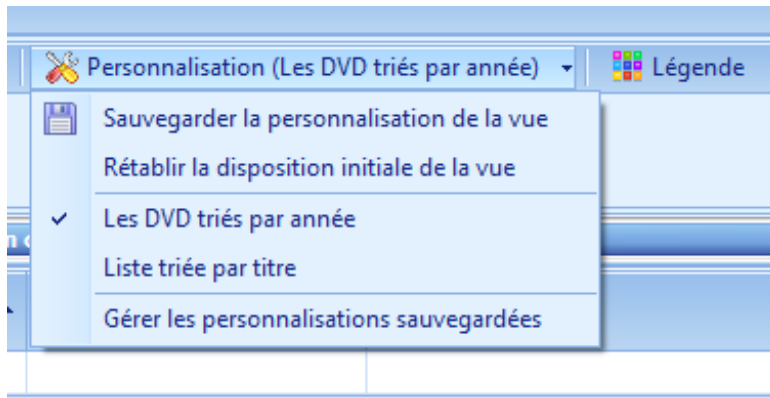 Personnalisation (Les DVD triés par année)
Légende
Sauvegarder la personnalisation de la vue
Rétablir la disposition initiale de la vue
Les DVD triés par année
Liste triée par titre
Gérer les personnalisations sauvegardées